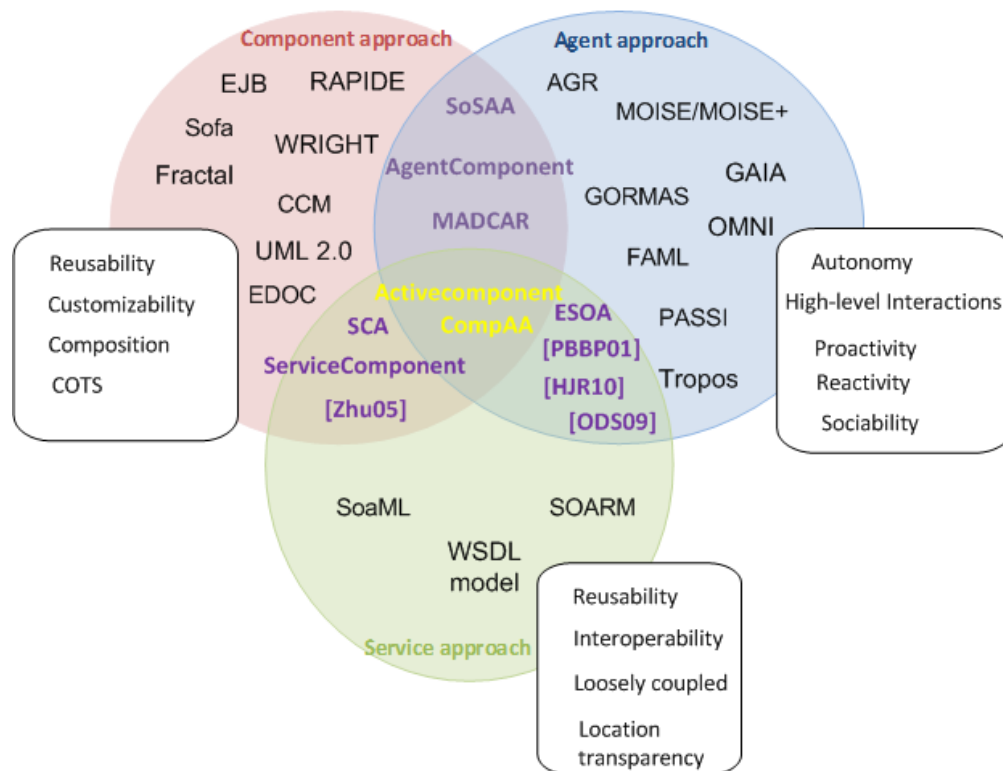 Component approach
Agent approach
EJB
RAPIDE
AGR
SoSAA
MOISE/MOISE+
Sofa
WRIGHT
Fractal
AgentComponent
GAIA
GORMAS
CCM
MADCAR
OMNI
UML 2.0
FAML
EDOC
Activecomponent
CompAA
ESOA
SCA
PASSI
[PBBP01]
ServiceComponent
[HJR10]
Tropos
[Zhu05]
[ODS09]
Reusability
Customizability
Composition
COTS
Autonomy
High-level Interactions
Proactivity
Reactivity
Sociability
SoaML
SOARM
WSDL
model
Service approach
Reusability
Interoperability
Loosely coupled
Location
transparency